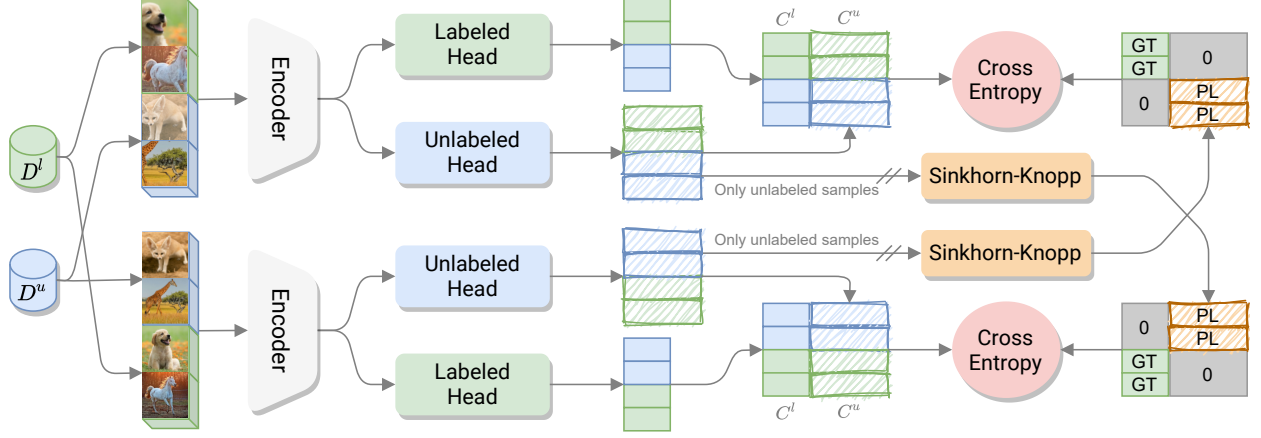 C^l C^u
Encoder
Labeled
Head
Cross
Entropy
GT
GT
0
0
PL
PL
D^l
Unlabeled
Head
Only unlabeled samples
Sinkhorn-Knopp
D^u
Encoder
Unlabeled
Head
Only unlabeled samples
Sinkhorn-Knopp
Labeled
Head
C^l C^u
Cross
Entropy
0
PL
PL
GT
GT
0